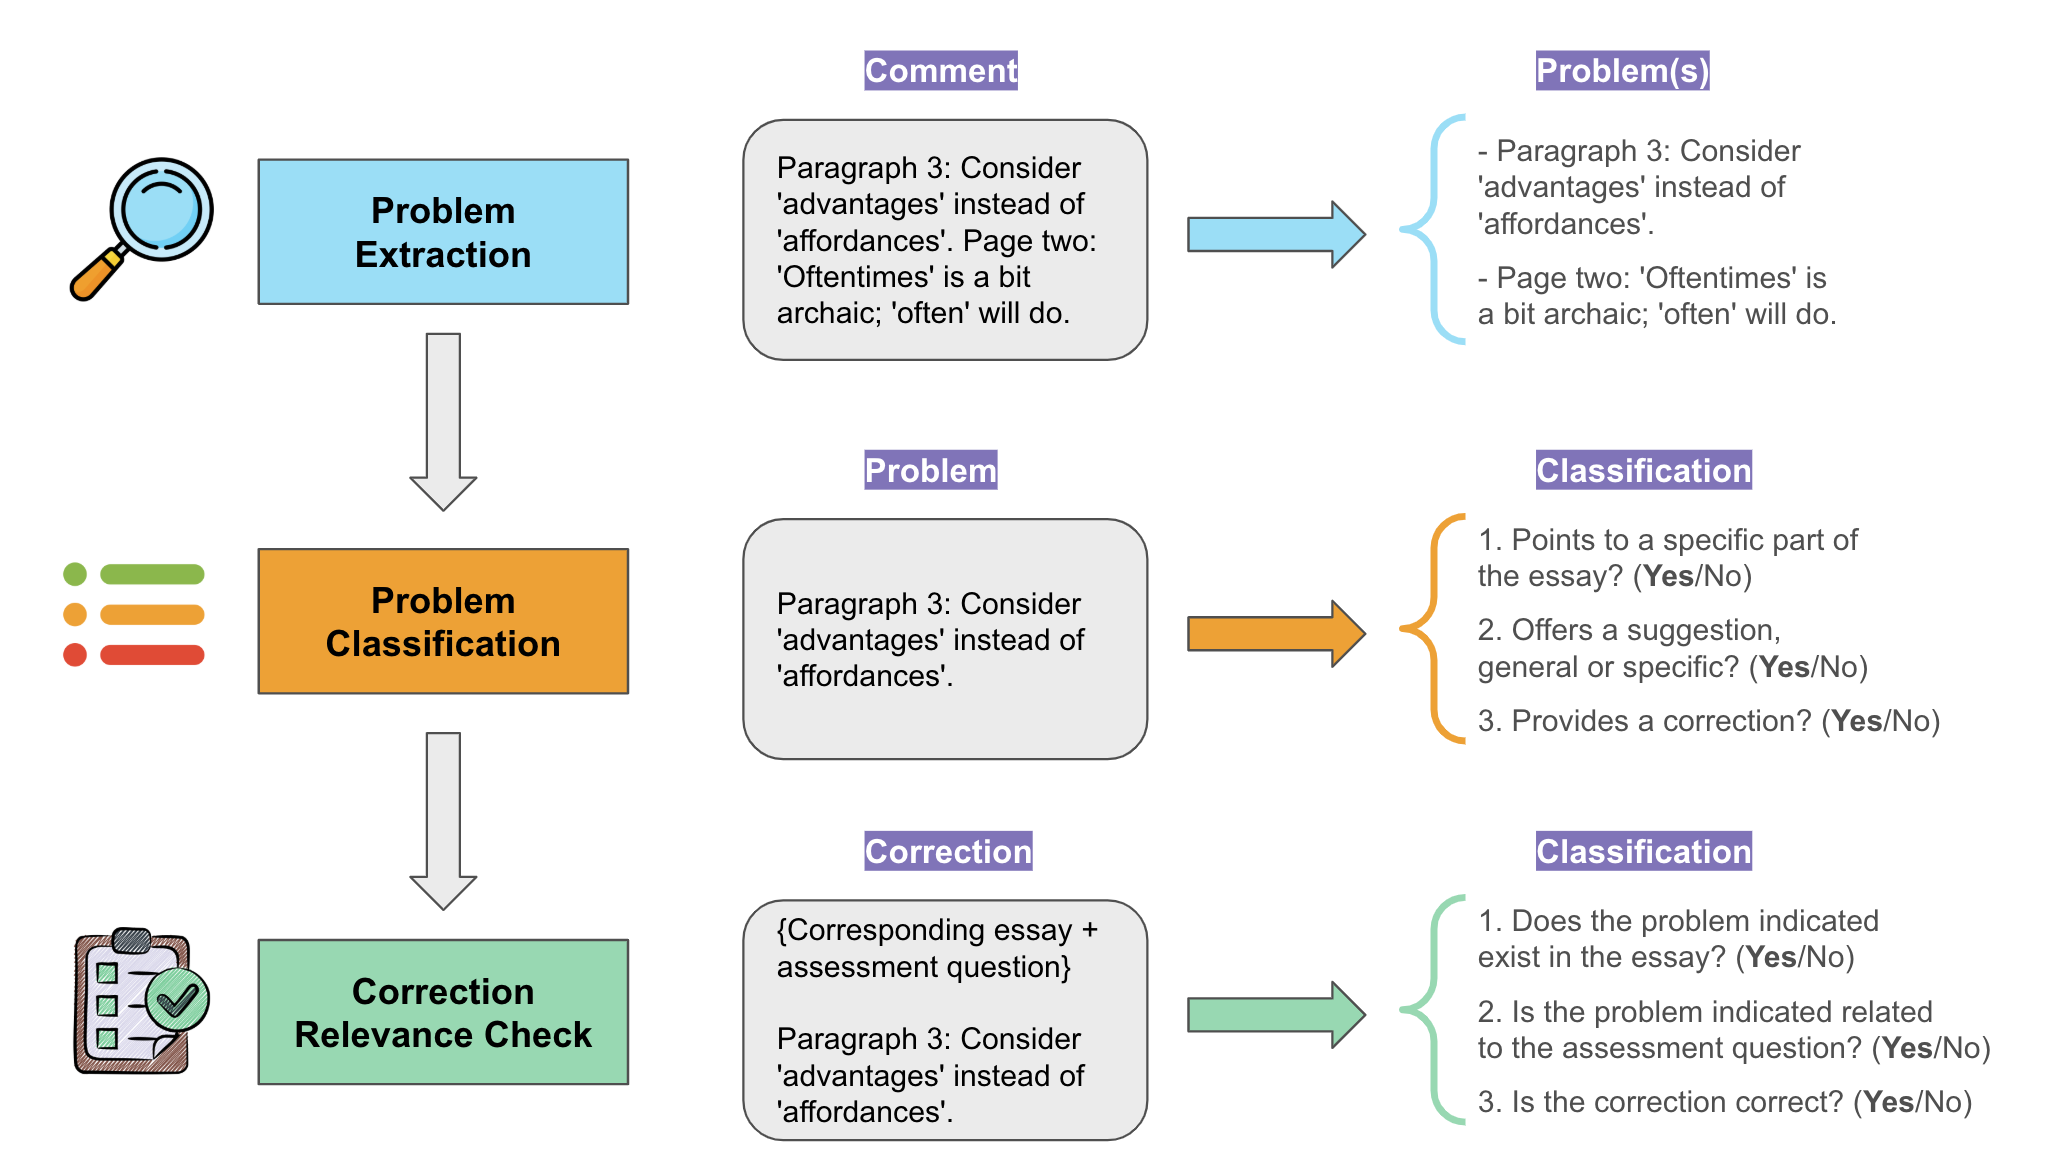 Comment
Problem(s)
Problem
Extraction
Paragraph 3: Consider
'advantages' instead of
'affordances'. Page two:
'Oftentimes' is a bit
archaic; 'often' will do.
- Paragraph 3: Consider
'advantages' instead of
'affordances'.
- Page two: 'Oftentimes' is
a bit archaic; 'often' will do.
Problem
Classification
Problem
Classification
Paragraph 3: Consider
'advantages' instead of
'affordances'.
1. Points to a specific part of
the essay? (Yes/No)
2. Offers a suggestion,
general or specific? (Yes/No)
3. Provides a correction? (Yes/No)
Correction
Classification
Correction
Relevance Check
{Corresponding essay +
assessment question}
Paragraph 3: Consider
'advantages' instead of
'affordances'.
1. Does the problem indicated
exist in the essay? (Yes/No)
2. Is the problem indicated related
to the assessment question? (Yes/No)
3. Is the correction correct? (Yes/No)